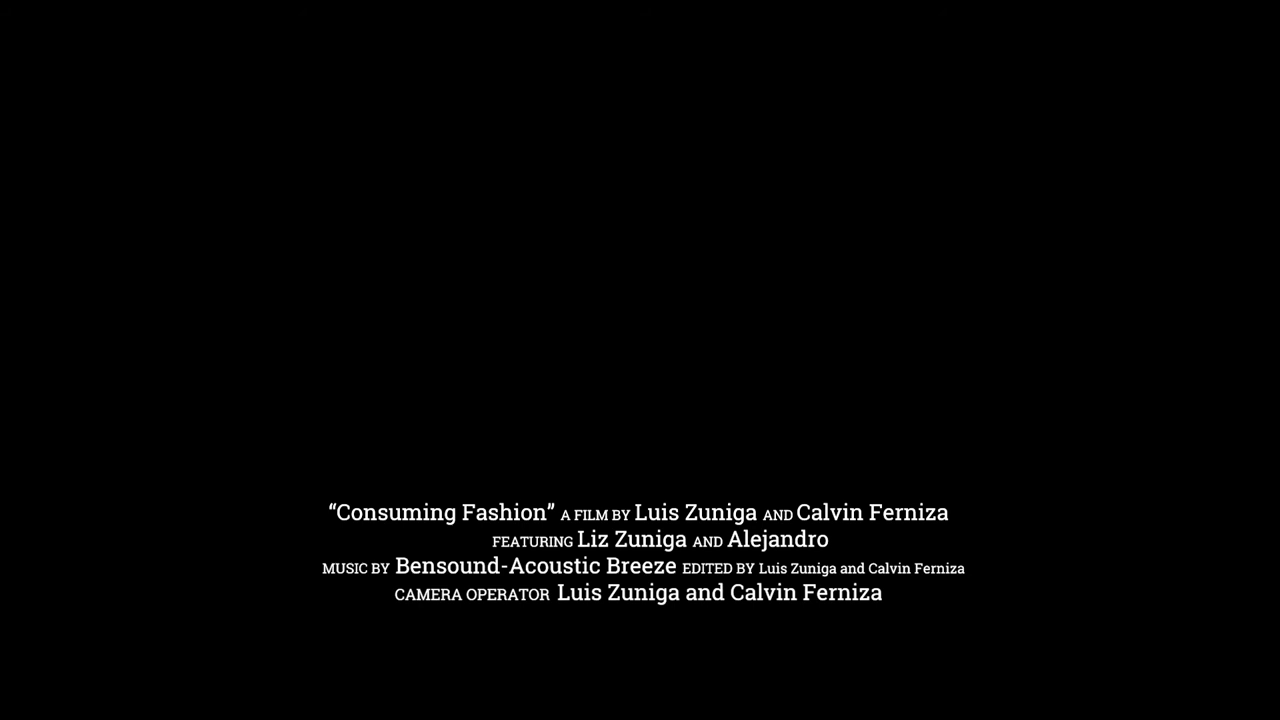 “Consuming Fashion” A FILM BY Luis Zuniga AND Calvin Ferniza
FEATURING Liz Zuniga AND Alejandro
MUSIC BY Bensound-Acoustic Breeze EDITED BY Luis Zuniga and Calvin Ferniza
CAMERA OPERATOR Luis Zuniga and Calvin Ferniza